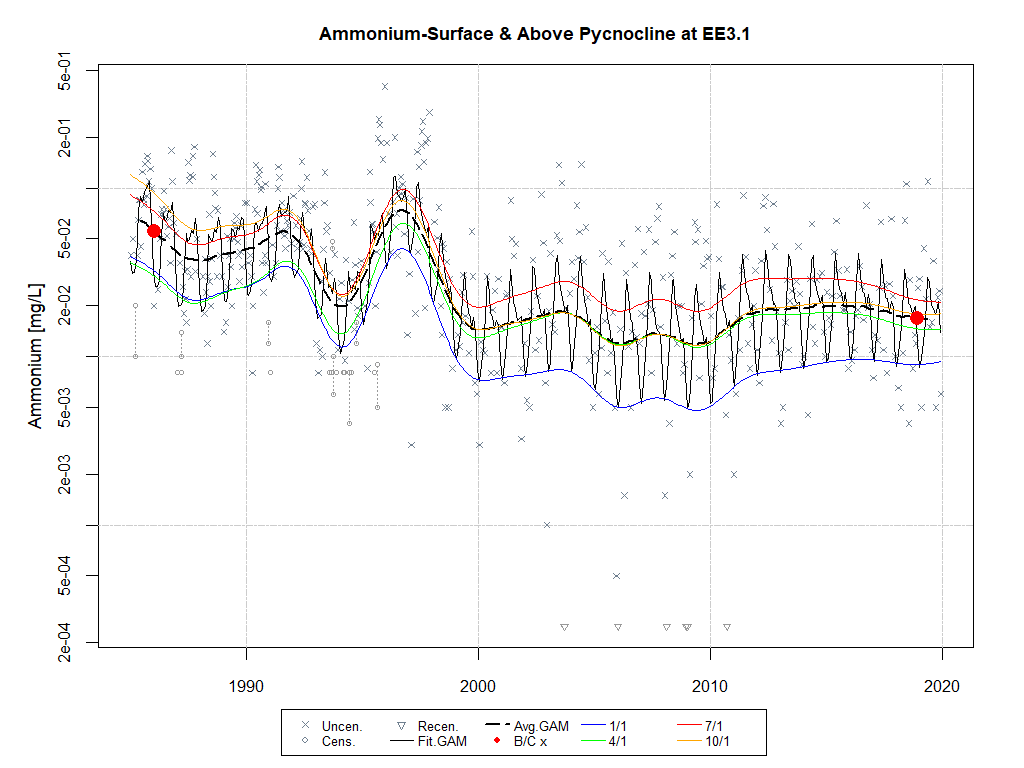 Ammonium-Surface & Above Pycnocline at EE3.1
Ammonium [mg/L]
5e-01
2e-01
5e-02
2e-02
5e-03
2e-03
5e-04
2e-04
1990 2000 2010 2020
Uncen. Recen. Avg.GAM 1/1 7/1
Cens. Fit.GAM B/C x 4/1 10/1